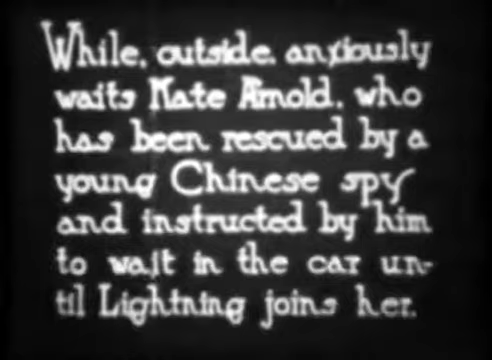 While, outside, anxiously
waits Kate Arnold, who
has been rescued by a
young Chinese spy
and instructed by him
to wait in the car un-
til Lightning joins her.